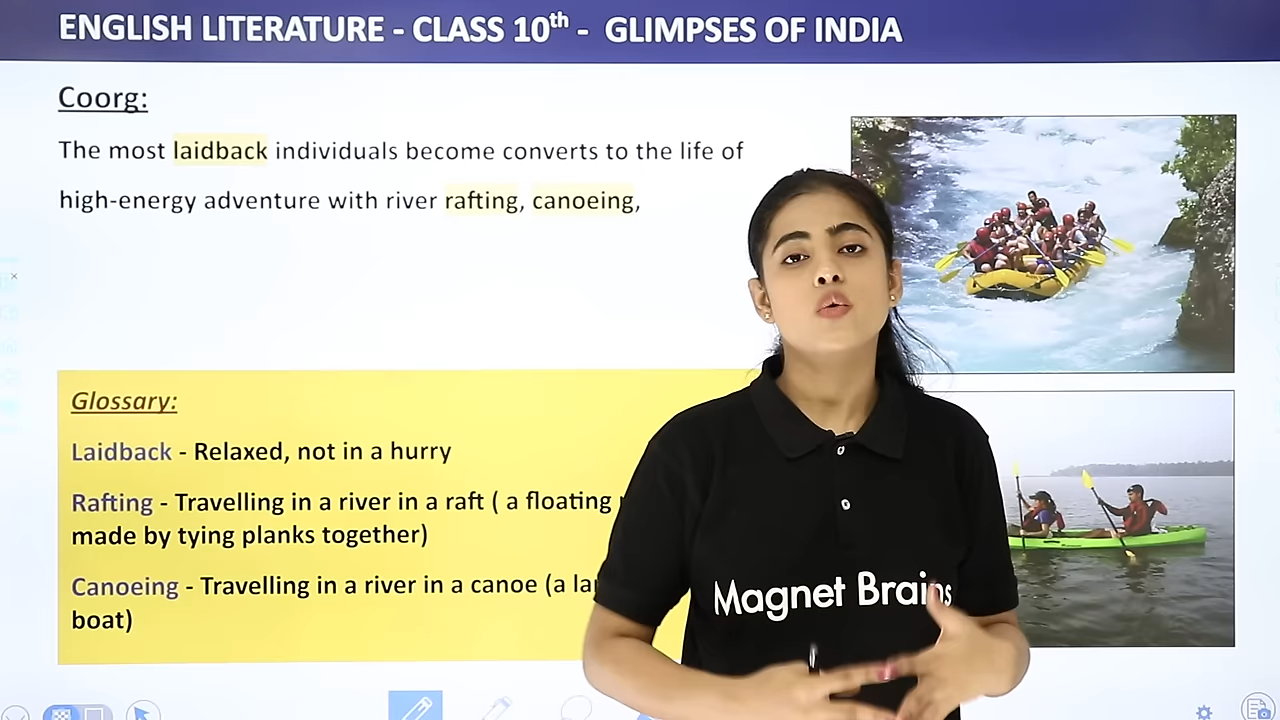 ENGLISH LITERATURE - CLASS 10th - GLIMPSES OF INDIA
Coorg:
The most laidback individuals become converts to the life of
high-energy adventure with river rafting, canoeing,
Glossary:
Laidback - Relaxed, not in a hurry
Rafting - Travelling in a river in a raft ( a floating
made by tying planks together)
Canoeing - Travelling in a river in a canoe (a
boat)
Magnet Brains